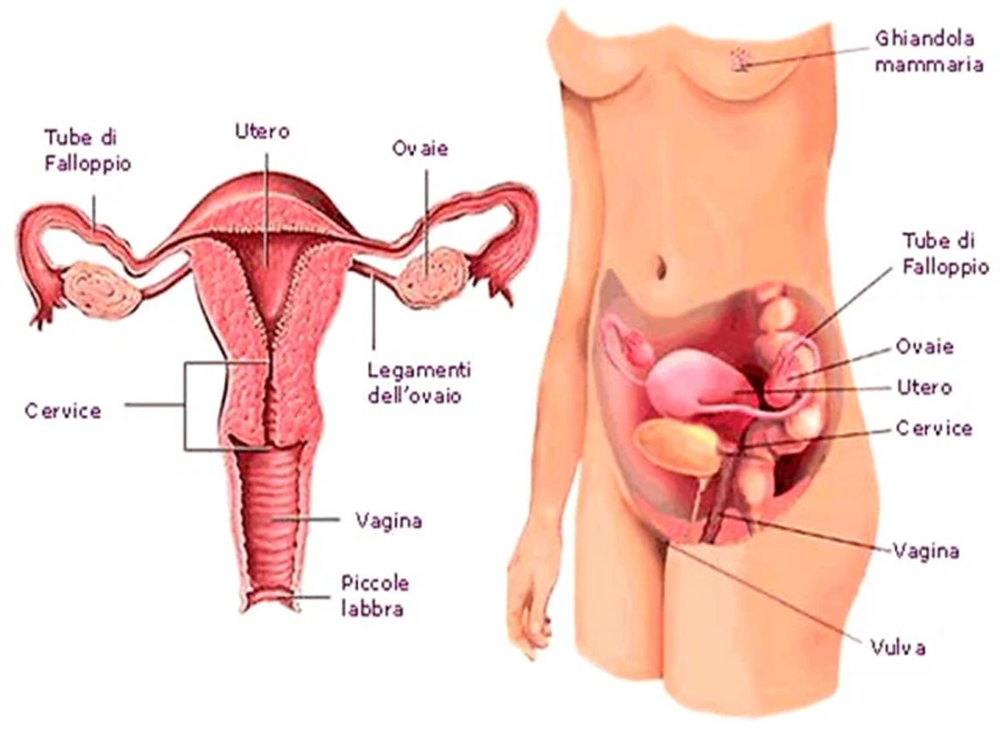 Tube di
Falloppio
Utero
Ovaie
Cervice
Legamenti
dell'ovaio
Vagina
Piccole
labbra
Ghiandola
mammaria
Tube di
Falloppio
Ovaie
Utero
Cervice
Vagina
Vulva